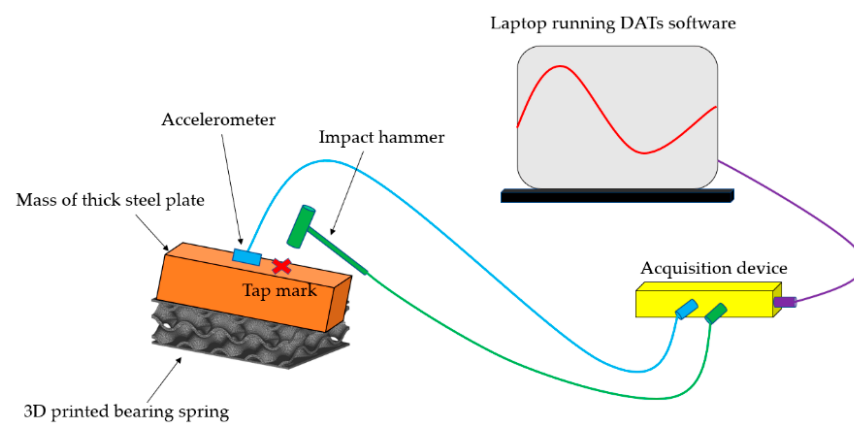 Laptop running DATs software
Accelerometer
Impact hammer
Mass of thick steel plate
Acquisition device
Tap mark
3D printed bearing spring